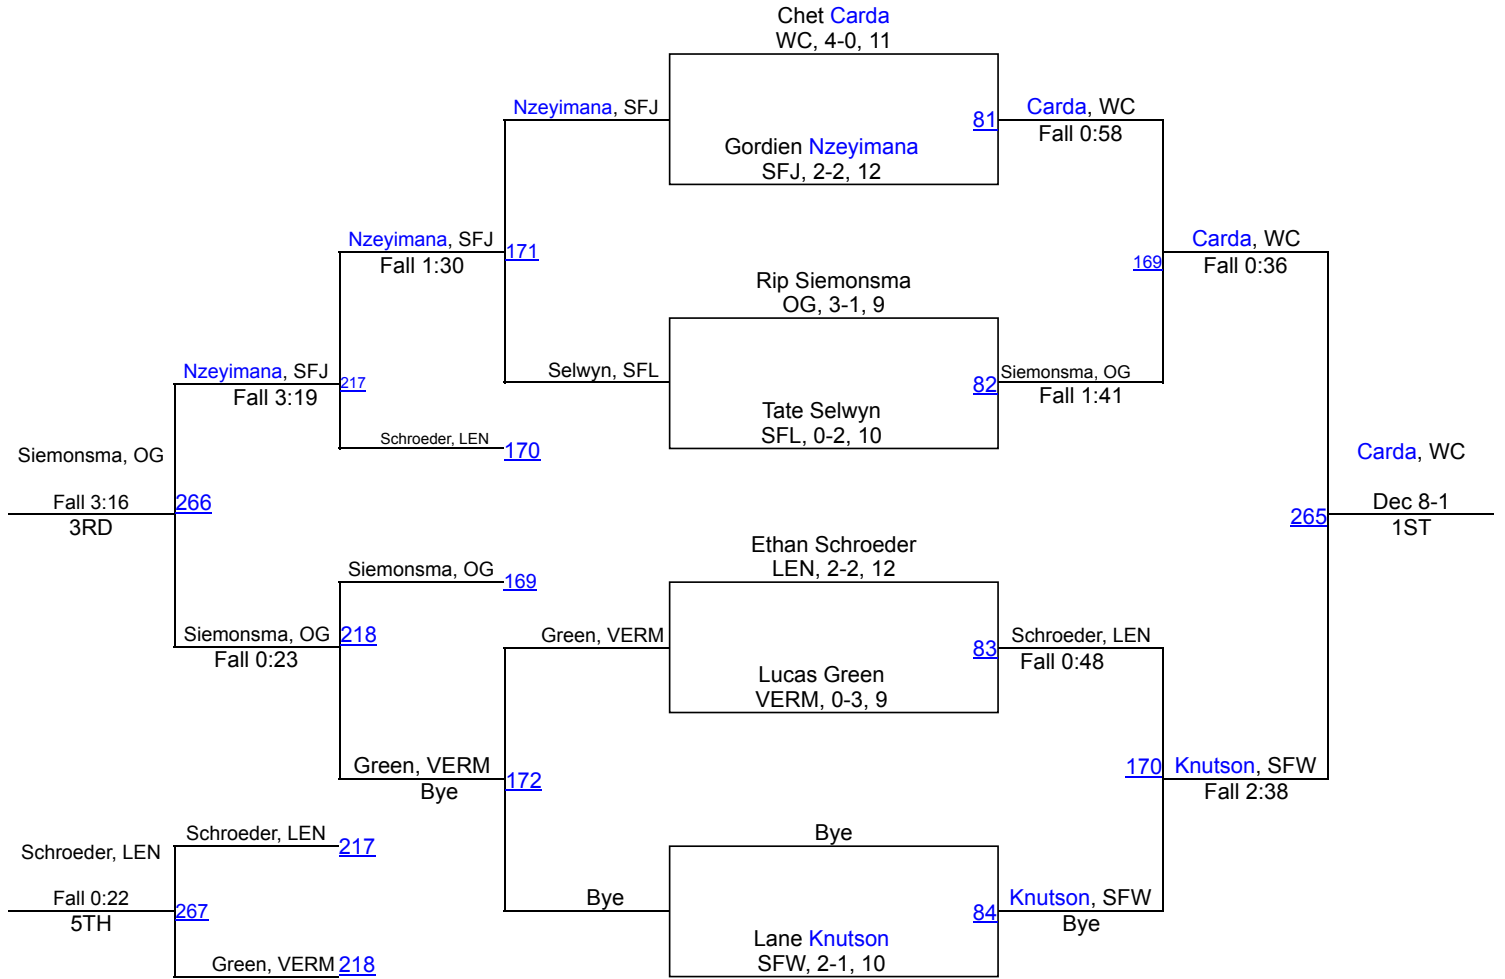 Chet Carda
WC, 4-0, 11
Nzeyimana, SFJ
81
Carda, WC
Fall 0:58
Gordien Nzeyimana
SFJ, 2-2, 12
Nzeyimana, SFJ
Fall 1:30
171
Carda, WC
Fall 0:36
169
Rip Siemonsma
OG, 3-1, 9
Nzeyimana, SFJ
Fall 3:19
217
Selwyn, SFL
82
Siemonsma, OG
Fall 1:41
Tate Selwyn
SFL, 0-2, 10
Schroeder, LEN
170
Siemonsma, OG
Fall 3:16
3RD
266
Carda, WC
Dec 8-1
1ST
265
Ethan Schroeder
LEN, 2-2, 12
Siemonsma, OG
169
Siemonsma, OG
Fall 0:23
218
Green, VERM
83
Schroeder, LEN
Fall 0:48
Lucas Green
VERM, 0-3, 9
Green, VERM
Bye
172
170
Knutson, SFW
Fall 2:38
Schroeder, LEN
217
Bye
Schroeder, LEN
Fall 0:22
5TH
267
Bye
84
Knutson, SFW
Bye
Lane Knutson
SFW, 2-1, 10
Green, VERM
218